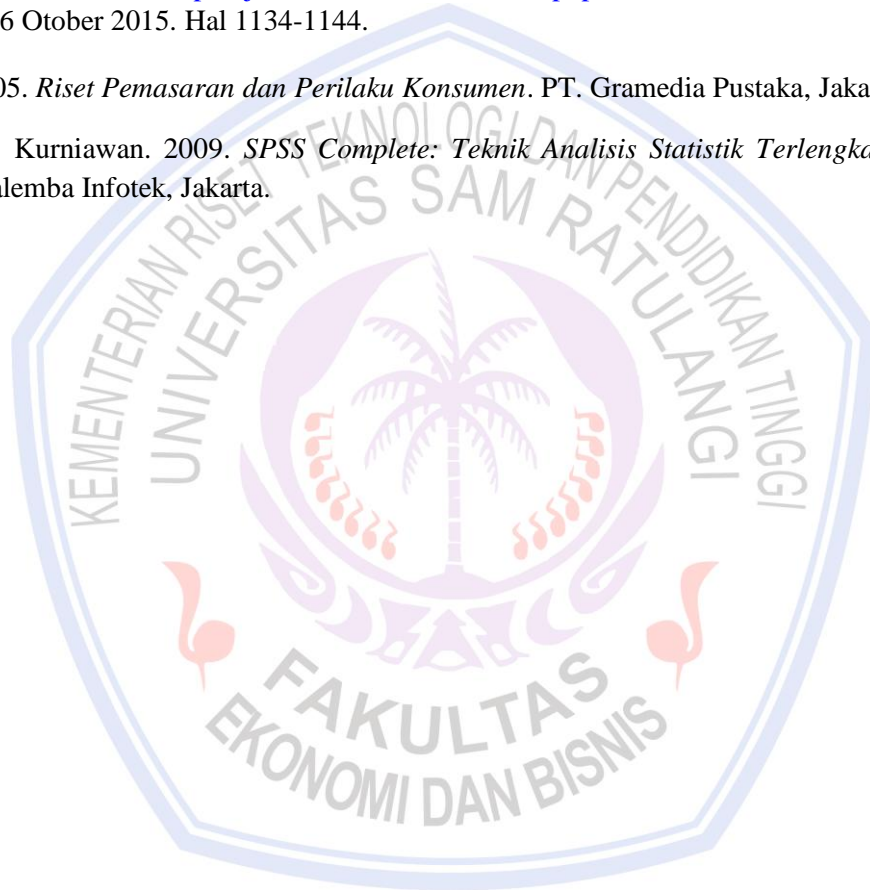 6 Otober 2015. Hal 1134-1144.
05. Riset Pemasaran dan Perilaku Konsumen. PT. Gramedia Pustaka, Jaka
Kurniawan. 2009. SPSS Complete: Teknik Analisis Statistik Terlengka
alemba Infotek, Jakarta.
KEMENTERIAN RISET TEKNOLOGI DAN PENDIDIKAN TINGGI
UNIVERSITAS SAM RATULANGI
FAKULTAS
EKONOMI DAN BISNIS